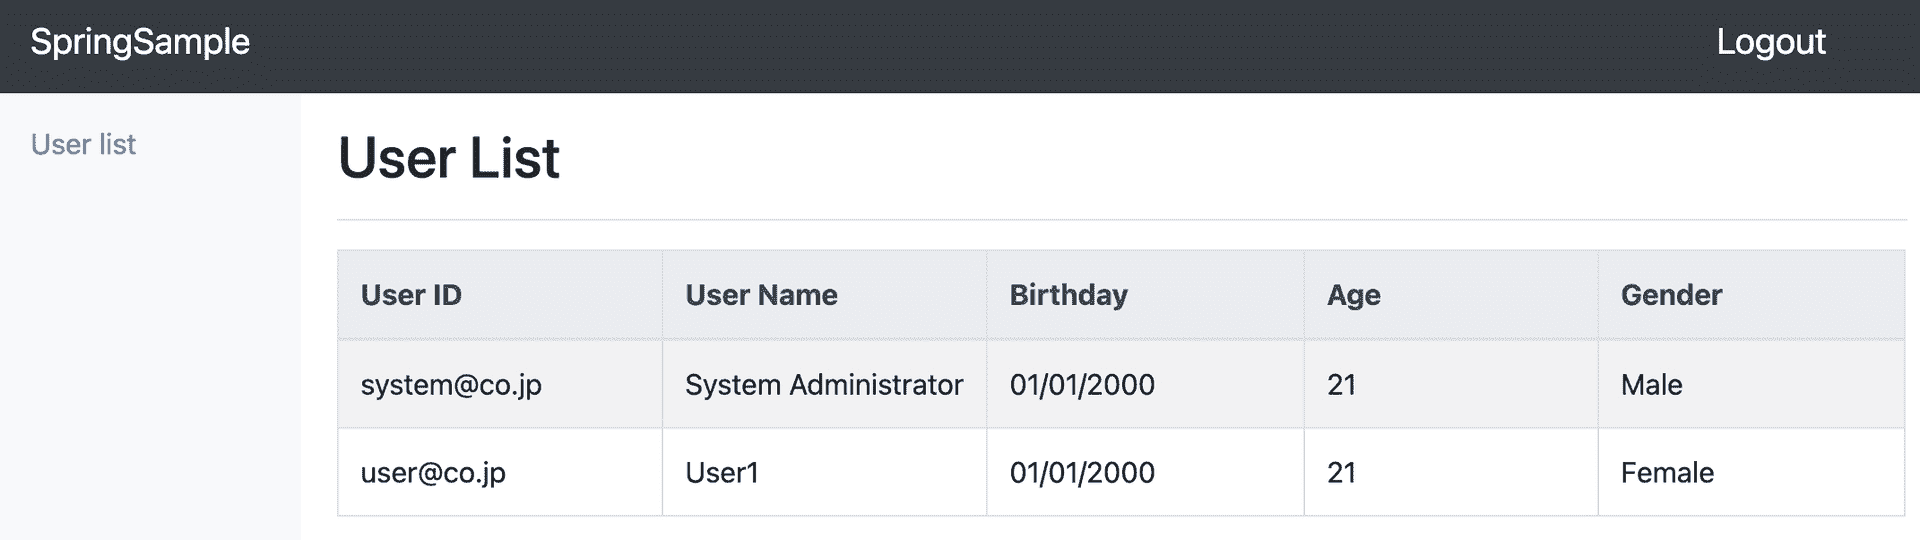 SpringSample Logout
User list
User List
User ID User Name Birthday Age Gender
system@co.jp System Administrator 01/01/2000 21 Male
user@co.jp User1 01/01/2000 21 Female